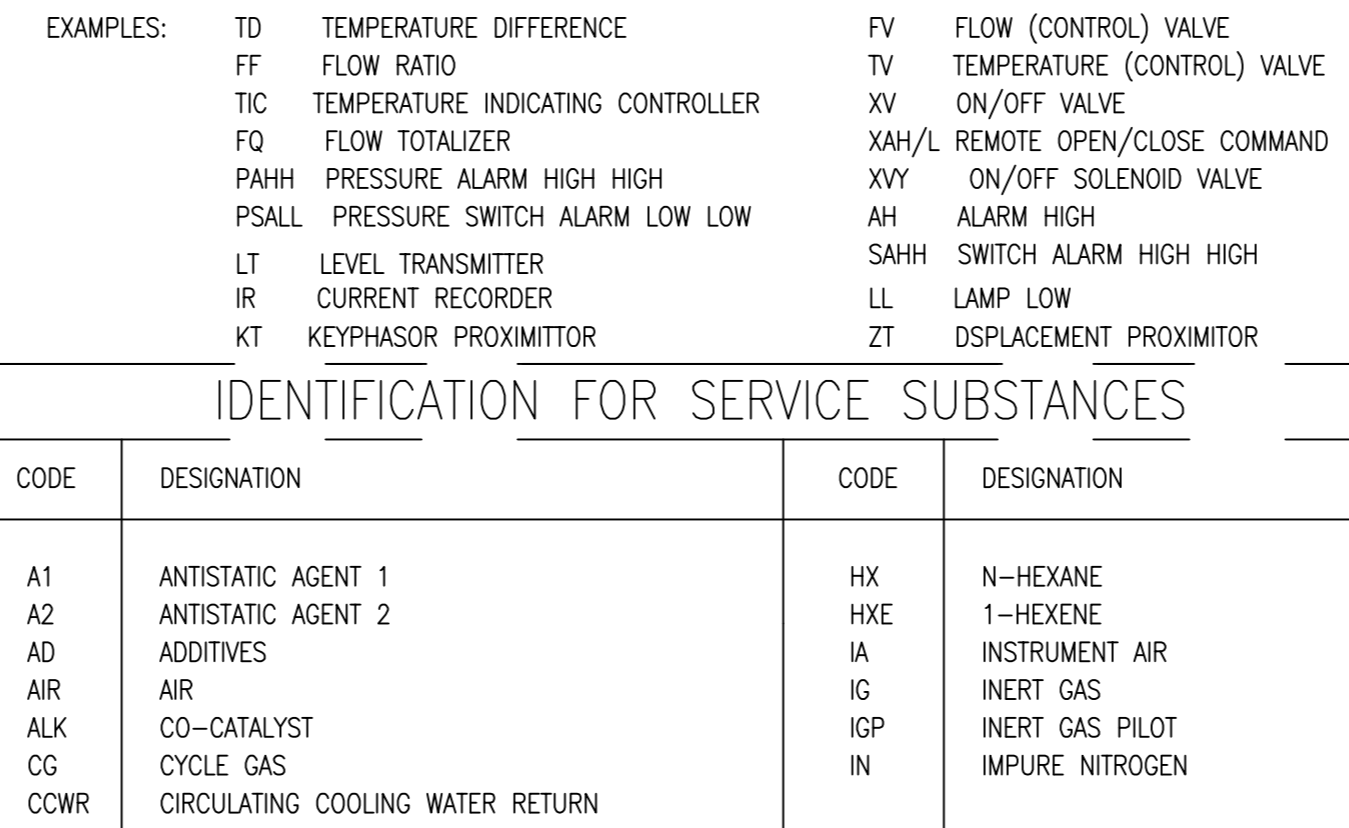 EXAMPLES: TD TEMPERATURE DIFFERENCE FV FLOW (CONTROL) VALVE
FF FLOW RATIO TV TEMPERATURE (CONTROL) VALVE
TIC TEMPERATURE INDICATING CONTROLLER XV ON/OFF VALVE
FQ FLOW TOTALIZER XAH/L REMOTE OPEN/CLOSE COMMAND
PAHH PRESSURE ALARM HIGH HIGH XVY ON/OFF SOLENOID VALVE
PSALL PRESSURE SWITCH ALARM LOW LOW AH ALARM HIGH
LT LEVEL TRANSMITTER SAHH SWITCH ALARM HIGH HIGH
IR CURRENT RECORDER LL LAMP LOW
KT KEYPHASOR PROXIMITTOR ZT DSPLACEMENT PROXIMITOR
IDENTIFICATION FOR SERVICE SUBSTANCES
CODE DESIGNATION CODE DESIGNATION
A1 ANTISTATIC AGENT 1 HX N-HEXANE
A2 ANTISTATIC AGENT 2 HXE 1-HEXENE
AD ADDITIVES IA INSTRUMENT AIR
AIR AIR IG INERT GAS
ALK CO-CATALYST IGP INERT GAS PILOT
CG CYCLE GAS IN IMPURE NITROGEN
CCWR CIRCULATING COOLING WATER RETURN